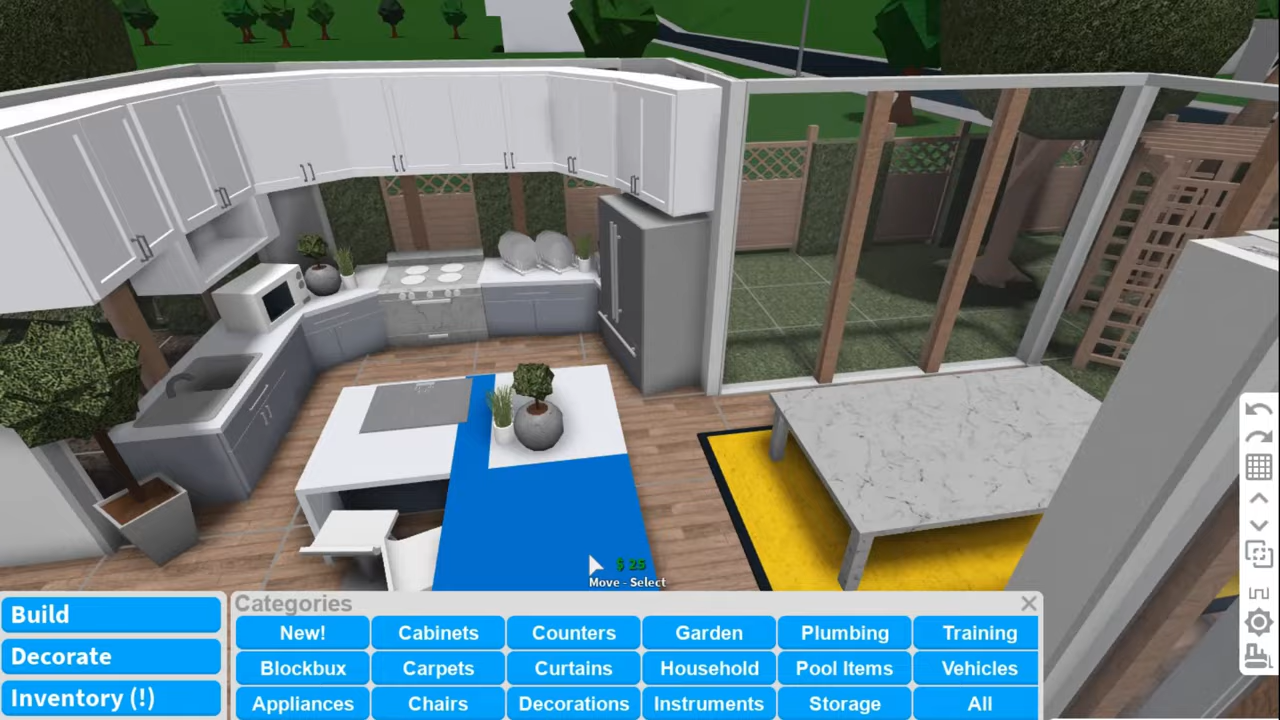 $ 25
Move - Select
Build
Decorate
Inventory (!)
Categories
New! Cabinets Counters Garden Plumbing Training
Blockbux Carpets Curtains Household Pool Items Vehicles
Appliances Chairs Decorations Instruments Storage All